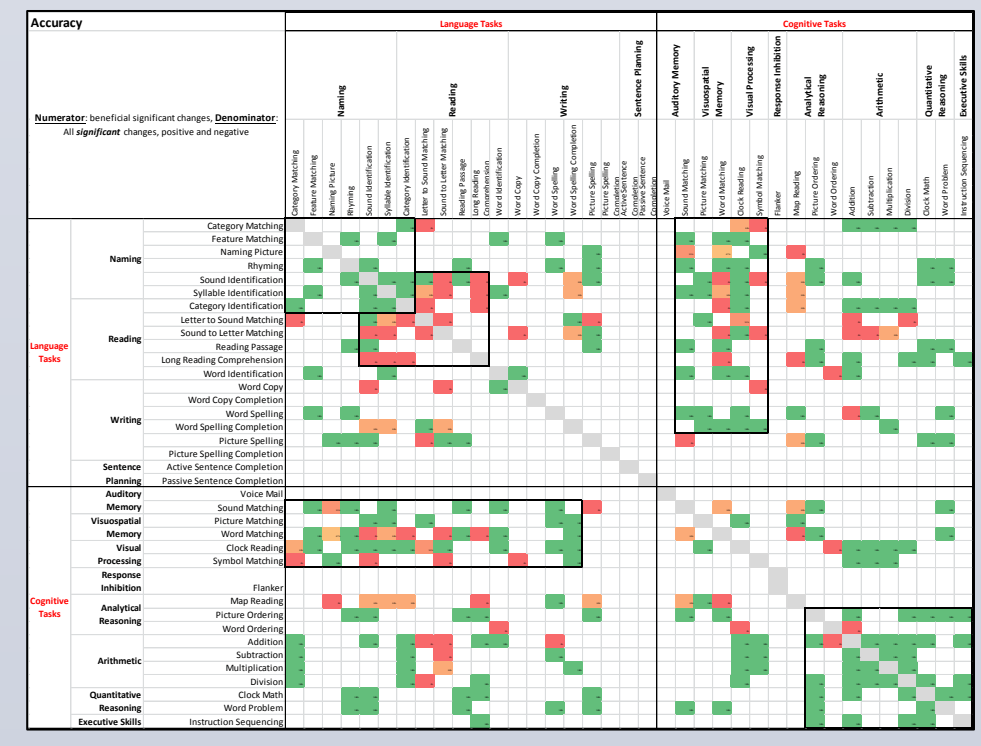 Accuracy
Language Tasks
Cognitive Tasks
Numerator: beneficial significant changes, Denominator:
All significant changes, positive and negative
Naming
Reading
Writing
Sentence Planning
Auditory Memory
Visuospatial
Memory
Visual Processing
Response Inhibition
Analytical
Reasoning
Arithmetic
Quantitative
Reasoning
Executive Skills
Category Matching
Feature Matching
Naming Picture
Rhyming
Sound Identification
Syllable Identification
Category Identification
Letter to Sound Matching
Sound to Letter Matching
Reading Passage
Long Reading
Comprehension
Word Identification
Word Copy
Word Copy Completion
Word Spelling
Word Spelling Completion
Picture Spelling
Picture Spelling
Completion
Active Sentence
Completion
Passive Sentence
Completion
Voice Mail
Sound Matching
Picture Matching
Word Matching
Clock Reading
Symbol Matching
Flanker
Map Reading
Picture Ordering
Word Ordering
Addition
Subtraction
Multiplication
Division
Clock Math
Word Problem
Instruction Sequencing
Language
Tasks
Naming
Category Matching
Feature Matching
Naming Picture
Rhyming
Sound Identification
Syllable Identification
Reading
Category Identification
Letter to Sound Matching
Sound to Letter Matching
Reading Passage
Long Reading Comprehension
Word Identification
Writing
Word Copy
Word Copy Completion
Word Spelling
Word Spelling Completion
Picture Spelling
Picture Spelling Completion
Sentence
Planning
Active Sentence Completion
Passive Sentence Completion
Cognitive
Tasks
Auditory
Memory
Voice Mail
Sound Matching
Visuospatial
Memory
Picture Matching
Word Matching
Visual
Processing
Clock Reading
Symbol Matching
Response
Inhibition
Flanker
Analytical
Reasoning
Map Reading
Picture Ordering
Word Ordering
Arithmetic
Addition
Subtraction
Multiplication
Division
Quantitative
Reasoning
Clock Math
Word Problem
Executive Skills
Instruction Sequencing